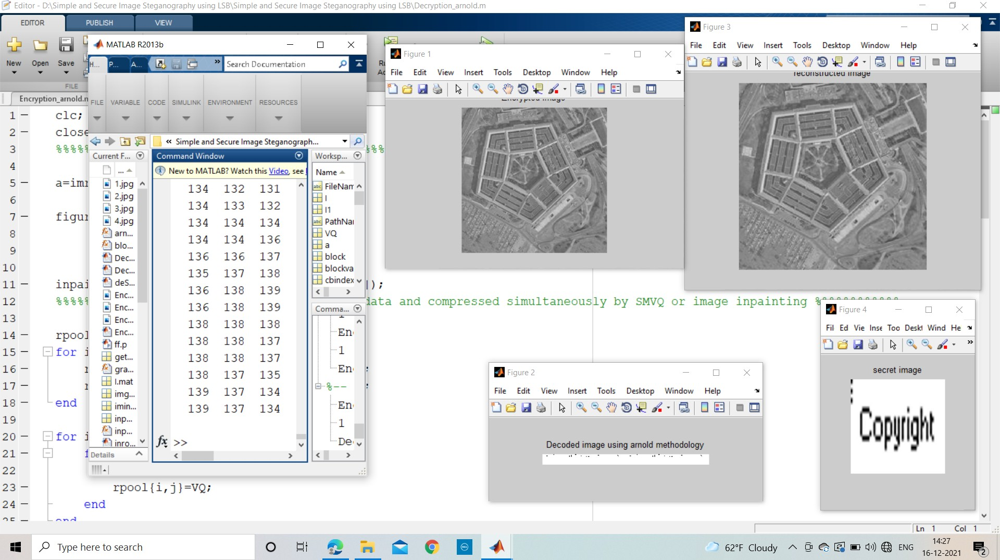 Editor - D:\Simple and Secure Image Steganography using LSB\Simple and Secure Image Steganography using LSB\Decryption_arnold.m
EDITOR PUBLISH VIEW
New Open Save
FILE
Encryption_arnold.m
1 clc;
2 close
3 %%%%%
4
5 a=im
6
7 figur
8
9
10
11 inpai );
12 %%%%% data and compressed simultaneously by SMVQ or image inpainting %%%%%%%%%%%%
13
14 rpool
15 for i
16
17
18 end
19
20 for i
21 f
22
23 rpool{i,j}=VQ;
24 end
25 end
MATLAB R2013b
H... P... A... Search Documentation
FILE VARIABLE CODE SIMULINK ENVIRONMENT RESOURCES
« Simple and Secure Image Steganograph...
Current F...
...
1.jpg
2.jpg
3.jpg
4.jpg
arn...
blo...
Dec...
Dec...
deS...
Enc...
Enc...
Enc...
Enc...
ff.p
get...
gra...
l.mat
img...
imin...
inp...
inp...
inro...
Details
Command Window
New to MATLAB? Watch this Video, see
134 132 131
134 133 132
134 134 134
134 134 136
136 136 137
135 137 138
136 138 139
136 138 139
138 138 138
138 138 137
138 138 137
138 137 135
139 137 134
139 137 134
fx >>
Worksp...
Name
FileNam
I
I1
PathNa
VQ
a
block
blockva
cbindex
Comma...
En
1
En
%--
En
1
De
Figure 1
File Edit View Insert Tools Desktop Window Help
Encrypted image
Figure 3
File Edit View Insert Tools Desktop Window Help
reconstructed image
Figure 2
File Edit View Insert Tools Desktop Window Help
Decoded image using arnold methodology
Figure 4
Fil Ed Vie Inse Too Deskt Wind He
secret image
Copyright
Ln 1 Col 1
Type here to search
62°F Cloudy
ENG
14:27
16-12-2021
2